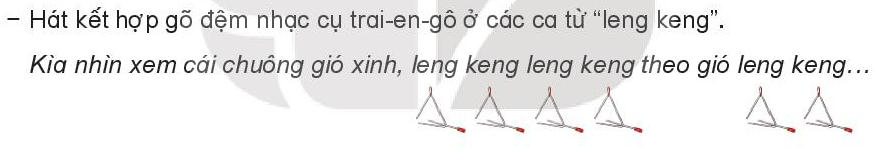 – Hát kết hợp gõ đệm nhạc cụ trai-en-gô ở các ca từ “leng keng”.
Kìa nhìn xem cái chuông gió xinh, leng keng leng keng theo gió leng keng...